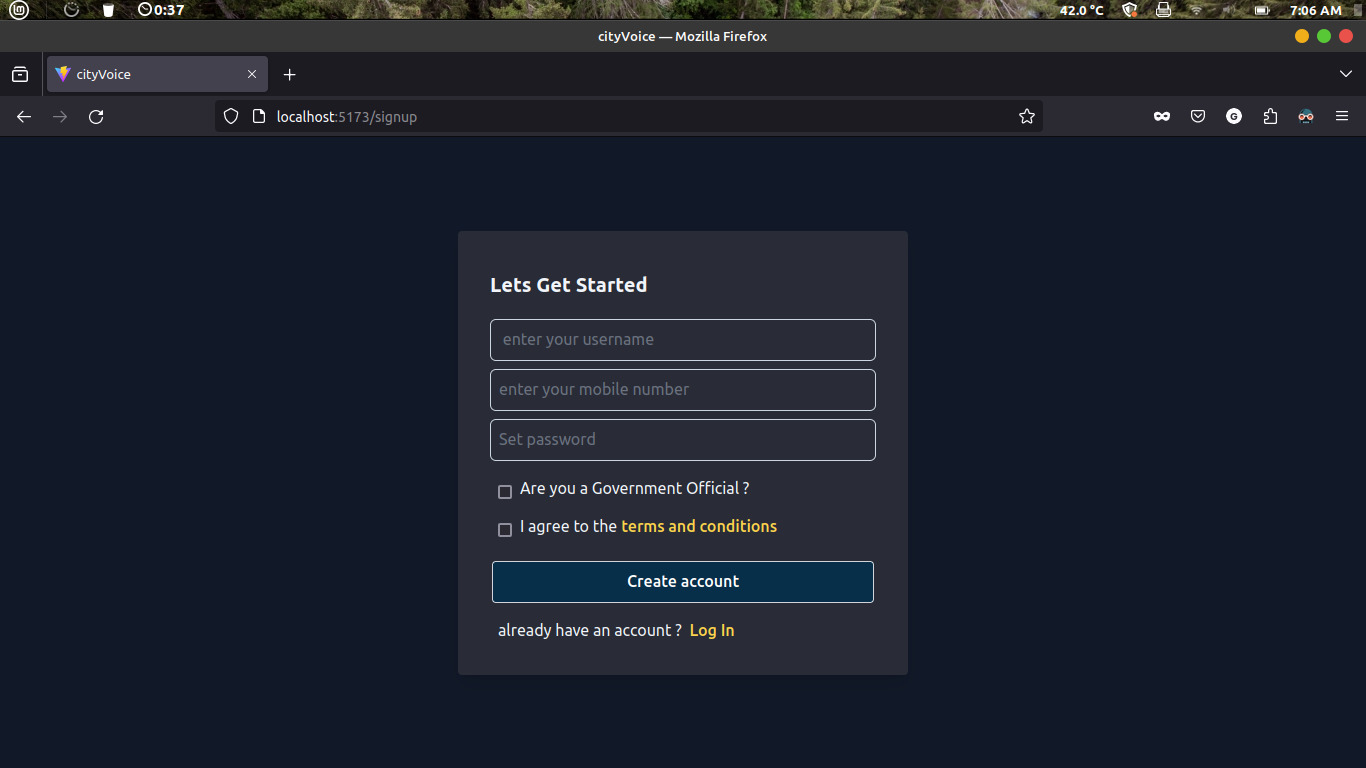 0:37
42.0 °C
7:06 AM
cityVoice — Mozilla Firefox
cityVoice
localhost:5173/signup
G
Lets Get Started
enter your username
enter your mobile number
Set password
Are you a Government Official ?
I agree to the terms and conditions
Create account
already have an account ? Log In